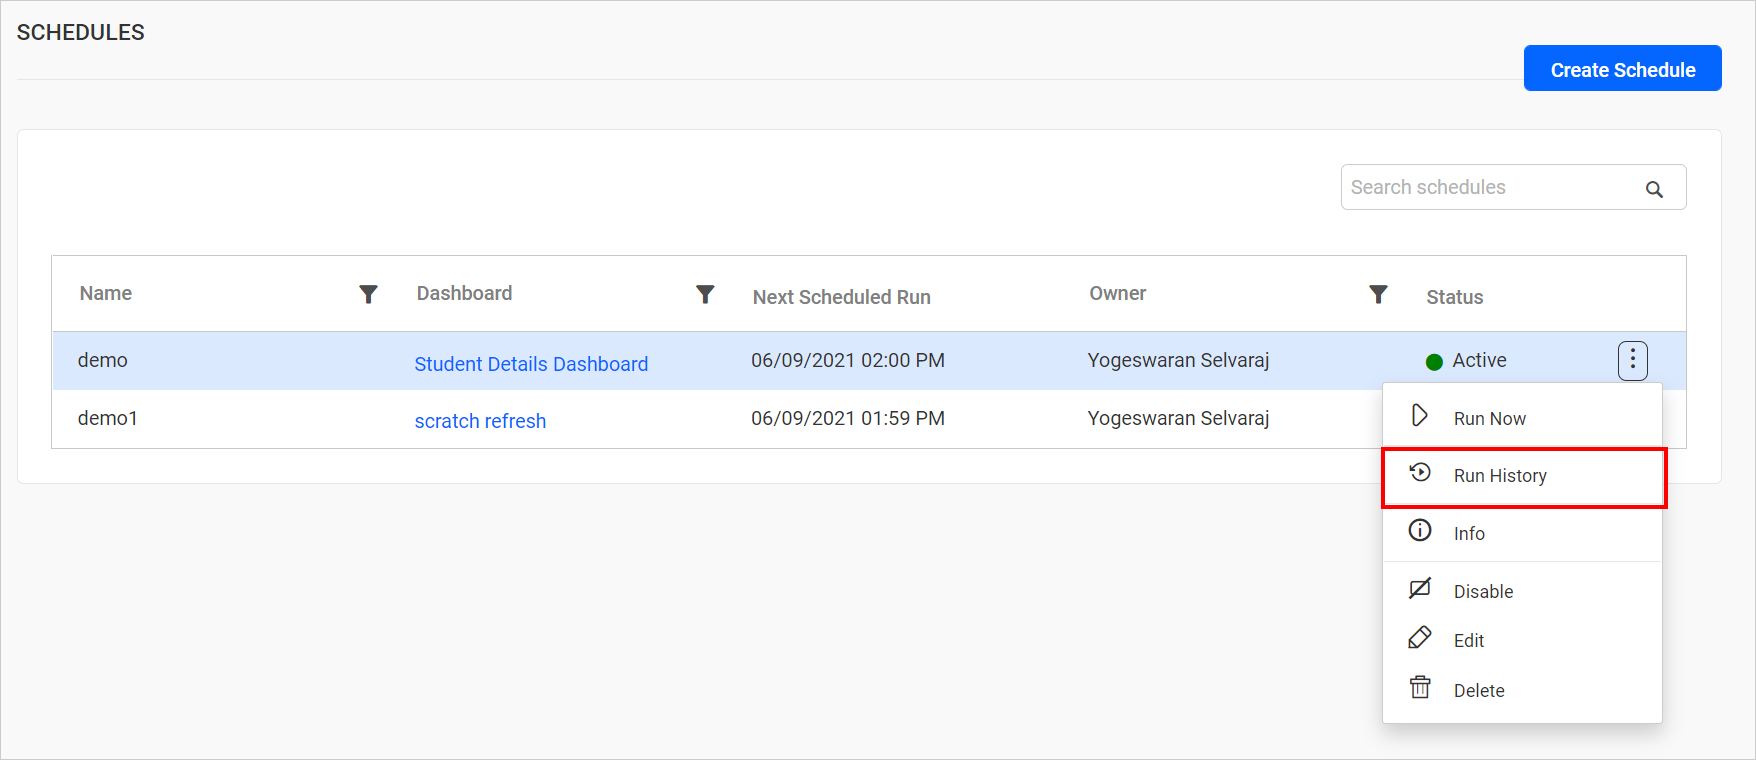 SCHEDULES
Create Schedule
Search schedules
Name Dashboard Next Scheduled Run Owner Status
demo Student Details Dashboard 06/09/2021 02:00 PM Yogeswaran Selvaraj Active
demo1 scratch refresh 06/09/2021 01:59 PM Yogeswaran Selvaraj
Run Now
Run History
Info
Disable
Edit
Delete